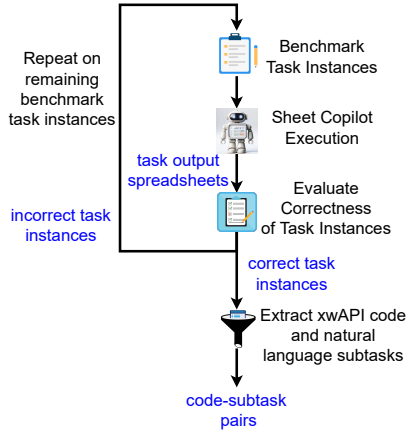 Repeat on
remaining
benchmark
task instances
Benchmark
Task Instances
Sheet Copilot
Execution
task output
spreadsheets
Evaluate
Correctness
of Task Instances
incorrect task
instances
correct task
instances
Extract xwAPI code
and natural
language subtasks
code-subtask
pairs